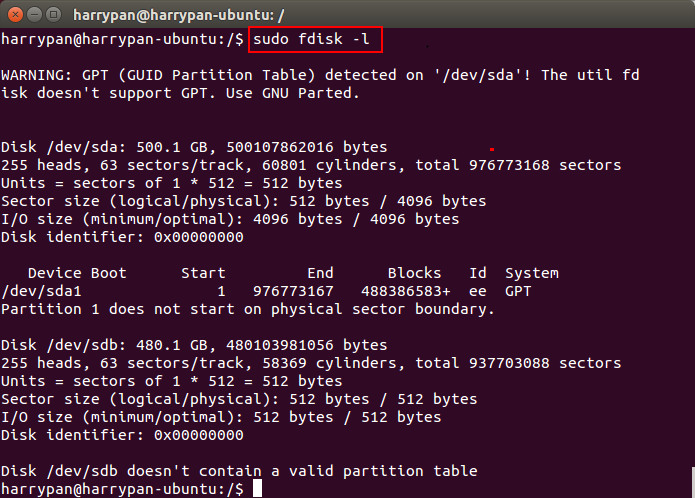 harrypan@harrypan-ubuntu: /
harrypan@harrypan-ubuntu:/$ sudo fdisk -l
WARNING: GPT (GUID Partition Table) detected on '/dev/sda'! The util fd
isk doesn't support GPT. Use GNU Parted.
Disk /dev/sda: 500.1 GB, 500107862016 bytes
255 heads, 63 sectors/track, 60801 cylinders, total 976773168 sectors
Units = sectors of 1 * 512 = 512 bytes
Sector size (logical/physical): 512 bytes / 4096 bytes
I/O size (minimum/optimal): 4096 bytes / 4096 bytes
Disk identifier: 0x00000000
Device Boot      Start         End      Blocks   Id  System
/dev/sda1               1   976773167   488386583+  ee  GPT
Partition 1 does not start on physical sector boundary.
Disk /dev/sdb: 480.1 GB, 480103981056 bytes
255 heads, 63 sectors/track, 58369 cylinders, total 937703088 sectors
Units = sectors of 1 * 512 = 512 bytes
Sector size (logical/physical): 512 bytes / 512 bytes
I/O size (minimum/optimal): 512 bytes / 512 bytes
Disk identifier: 0x00000000
Disk /dev/sdb doesn't contain a valid partition table
harrypan@harrypan-ubuntu:/$